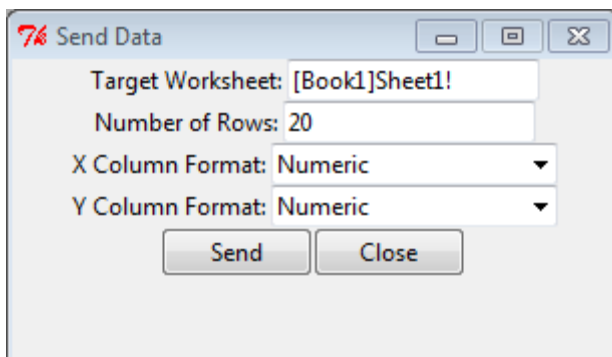 Send Data
Target Worksheet: [Book1]Sheet1!
Number of Rows: 20
X Column Format: Numeric
Y Column Format: Numeric
Send Close